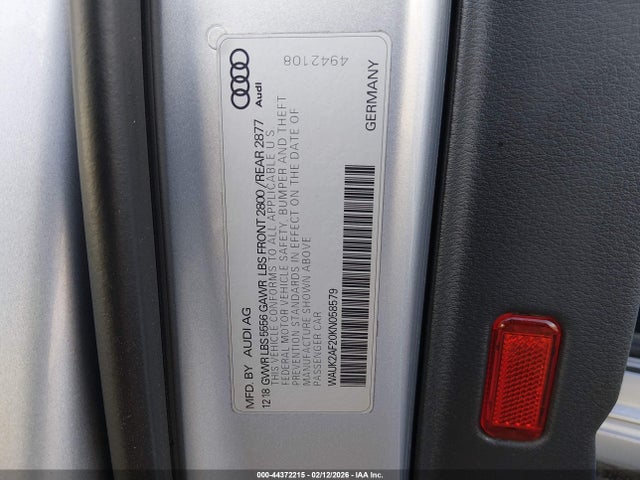 4942108
Audi
GERMANY
MFD. BY AUDI AG
12.18 GVWR LBS 5556 GAWR LBS FRONT 2800 / REAR 2877
THIS VEHICLE CONFORMS TO ALL APPLICABLE U S
FEDERAL MOTOR VEHICLE SAFETY, BUMPER AND THEFT
PREVENTION STANDARDS IN EFFECT ON THE DATE OF
MANUFACTURE SHOWN ABOVE
PASSENGER CAR
WAUK2AF20KN058579
000-44372215 - 02/12/2026 - IAA Inc.